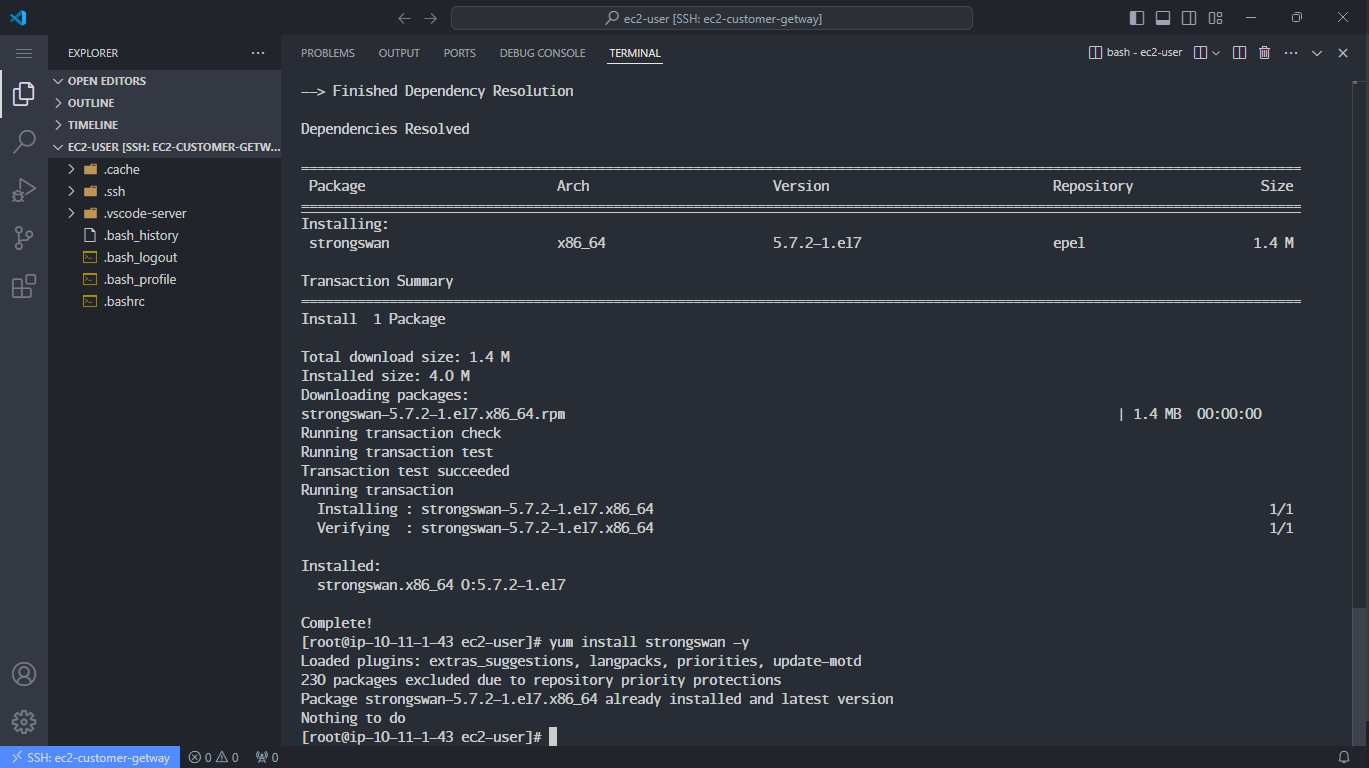 ec2-user [SSH: ec2-customer-getway]
EXPLORER
OPEN EDITORS
OUTLINE
TIMELINE
EC2-USER [SSH: EC2-CUSTOMER-GETW...
.cache
.ssh
.vscode-server
.bash_history
.bash_logout
.bash_profile
.bashrc
PROBLEMS OUTPUT PORTS DEBUG CONSOLE TERMINAL
bash - ec2-user
--> Finished Dependency Resolution
Dependencies Resolved
Package Arch Version Repository Size
Installing:
strongswan x86_64 5.7.2-1.el7 epel 1.4 M
Transaction Summary
Install 1 Package
Total download size: 1.4 M
Installed size: 4.0 M
Downloading packages:
strongswan-5.7.2-1.el7.x86_64.rpm | 1.4 MB 00:00:00
Running transaction check
Running transaction test
Transaction test succeeded
Running transaction
Installing : strongswan-5.7.2-1.el7.x86_64 1/1
Verifying : strongswan-5.7.2-1.el7.x86_64 1/1
Installed:
strongswan.x86_64 0:5.7.2-1.el7
Complete!
[root@ip-10-11-1-43 ec2-user]# yum install strongswan -y
Loaded plugins: extras_suggestions, langpacks, priorities, update-motd
230 packages excluded due to repository priority protections
Package strongswan-5.7.2-1.el7.x86_64 already installed and latest version
Nothing to do
[root@ip-10-11-1-43 ec2-user]#
SSH: ec2-customer-getway 0 0 0